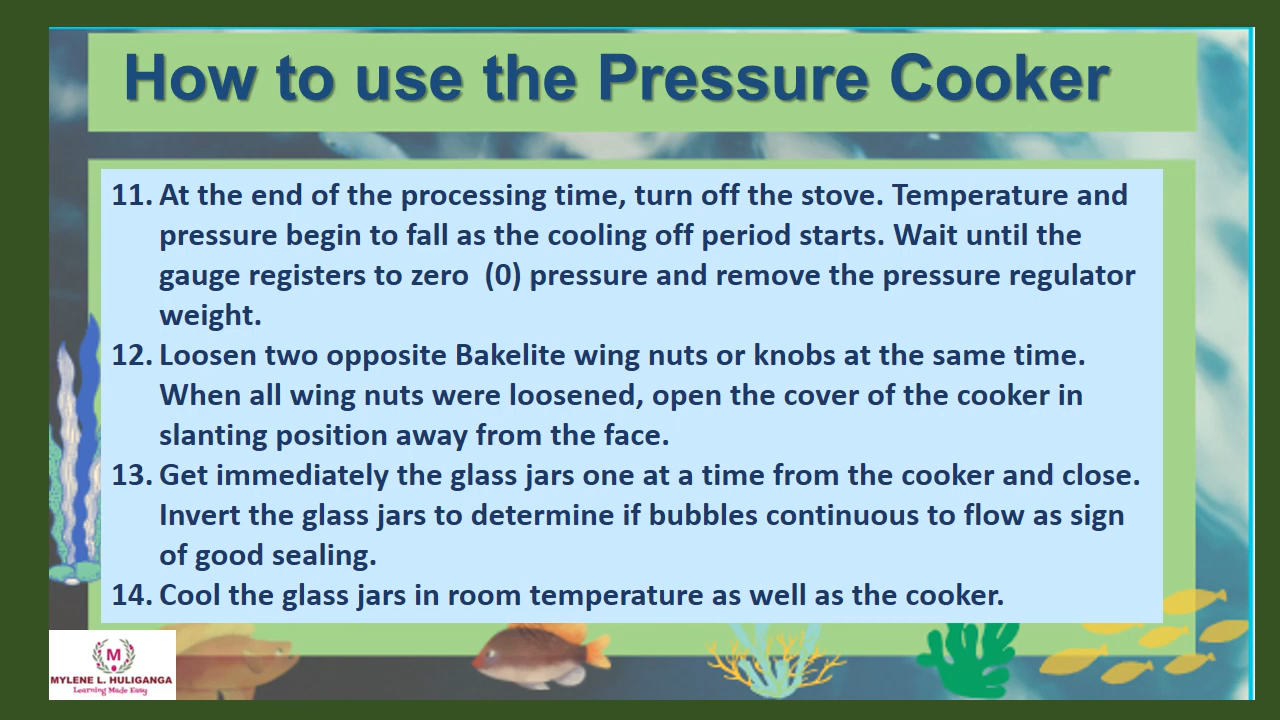 How to use the Pressure Cooker
11. At the end of the processing time, turn off the stove. Temperature and
pressure begin to fall as the cooling off period starts. Wait until the
gauge registers to zero (0) pressure and remove the pressure regulator
weight.
12. Loosen two opposite Bakelite wing nuts or knobs at the same time.
When all wing nuts were loosened, open the cover of the cooker in
slanting position away from the face.
13. Get immediately the glass jars one at a time from the cooker and close.
Invert the glass jars to determine if bubbles continuous to flow as sign
of good sealing.
14. Cool the glass jars in room temperature as well as the cooker.
M
MYLENE L. HULIGANGA
Learning Made Easy